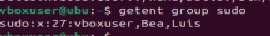 vboxuser@ubu:~$ getent group sudo
sudo:x:27:vboxuser,Bea,Luis